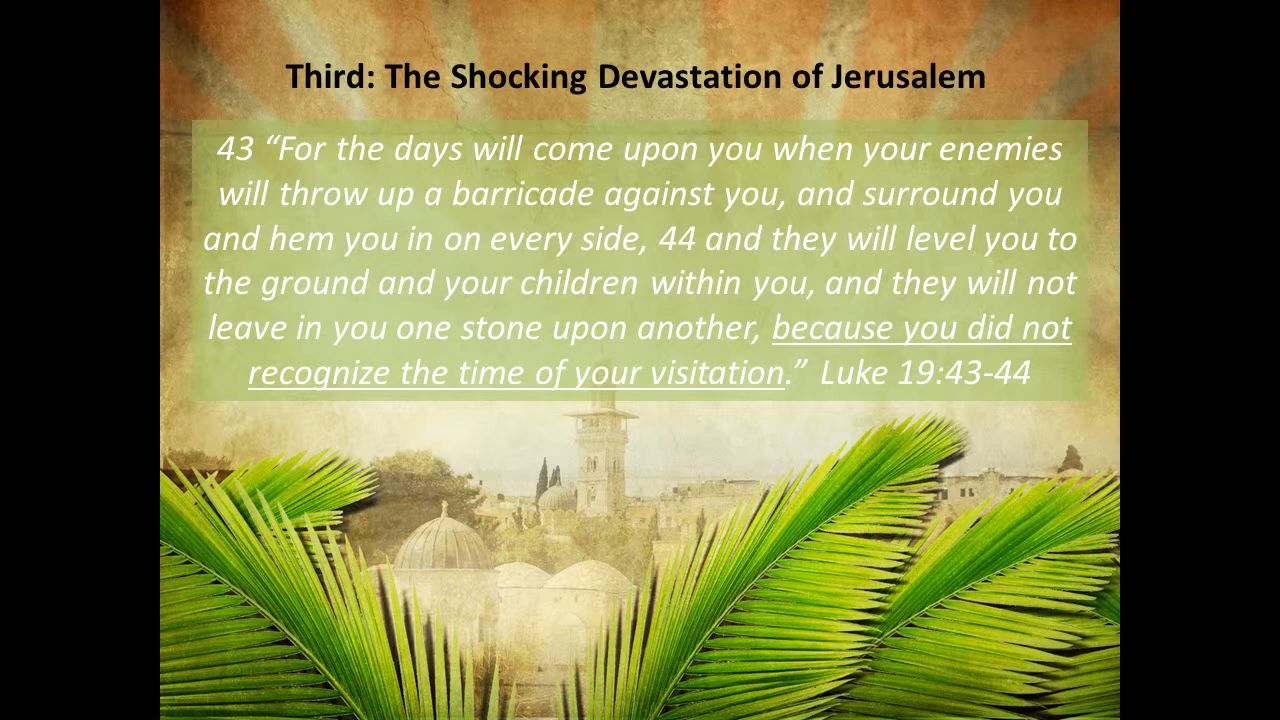 Third: The Shocking Devastation of Jerusalem
43 “For the days will come upon you when your enemies
will throw up a barricade against you, and surround you
and hem you in on every side, 44 and they will level you to
the ground and your children within you, and they will not
leave in you one stone upon another, because you did not
recognize the time of your visitation.” Luke 19:43-44